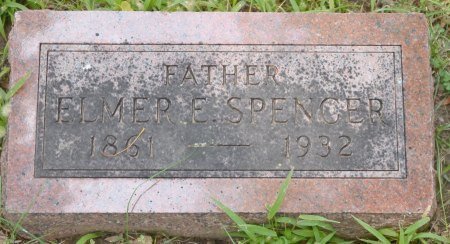 FATHER
ELMER E. SPENCER
1861 — 1932